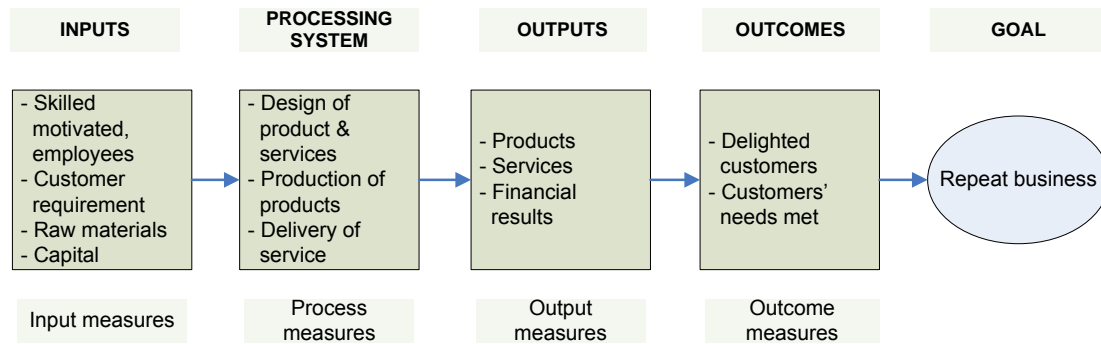 INPUTS
PROCESSING
SYSTEM
OUTPUTS
OUTCOMES
GOAL
- Skilled
motivated,
employees
- Customer
requirement
- Raw materials
- Capital
- Design of
product &
services
- Production of
products
- Delivery of
service
- Products
- Services
- Financial
results
- Delighted
customers
- Customers’
needs met
Repeat business
Input measures
Process
measures
Output
measures
Outcome
measures